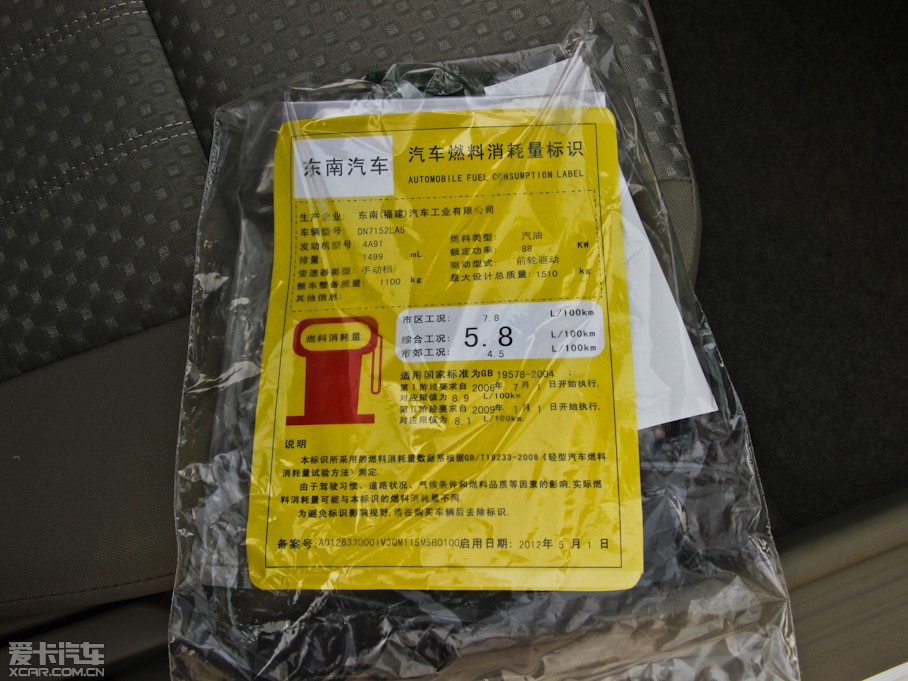 东南汽车
汽车燃料消耗量标识
AUTOMOBILE FUEL CONSUMPTION LABEL
生产企业: 东南(福建)汽车工业有限公司
车辆型号: DN7152LA5
发动机型号: 4A91 燃料类型: 汽油
排量: 1499 mL 额定功率: 88 KW
变速器类型: 手动档 驱动型式: 前轮驱动
整车整备质量: 1100 kg 最大设计总质量: 1510 kg
其他信息:
燃料消耗量
市区工况: 7.8 L/100km
综合工况: 5.8 L/100km
市郊工况: 4.5 L/100km
适用国家标准为GB 19578-2004 ;
第Ⅰ阶段要求自 2006年 7月 1 日开始执行,
对应限值为 8.9 L/100km
第Ⅱ阶段要求自 2009年 1月 1 日开始执行,
对应限值为 8.1 L/100km.
说明
本标识所采用的燃料消耗量数据系根据GB/T19233-2008《轻型汽车燃料
消耗量试验方法》测定.
由于驾驶习惯、道路状况、气候条件和燃料品质等因素的影响,实际燃
料消耗量可能与本标识的燃料消耗量不同.
为避免标识影响视野,请在购买车辆后去除标识.
备案号: 启用日期: 2012年 5 月 1 日
爱卡汽车
XCAR.COM.CN